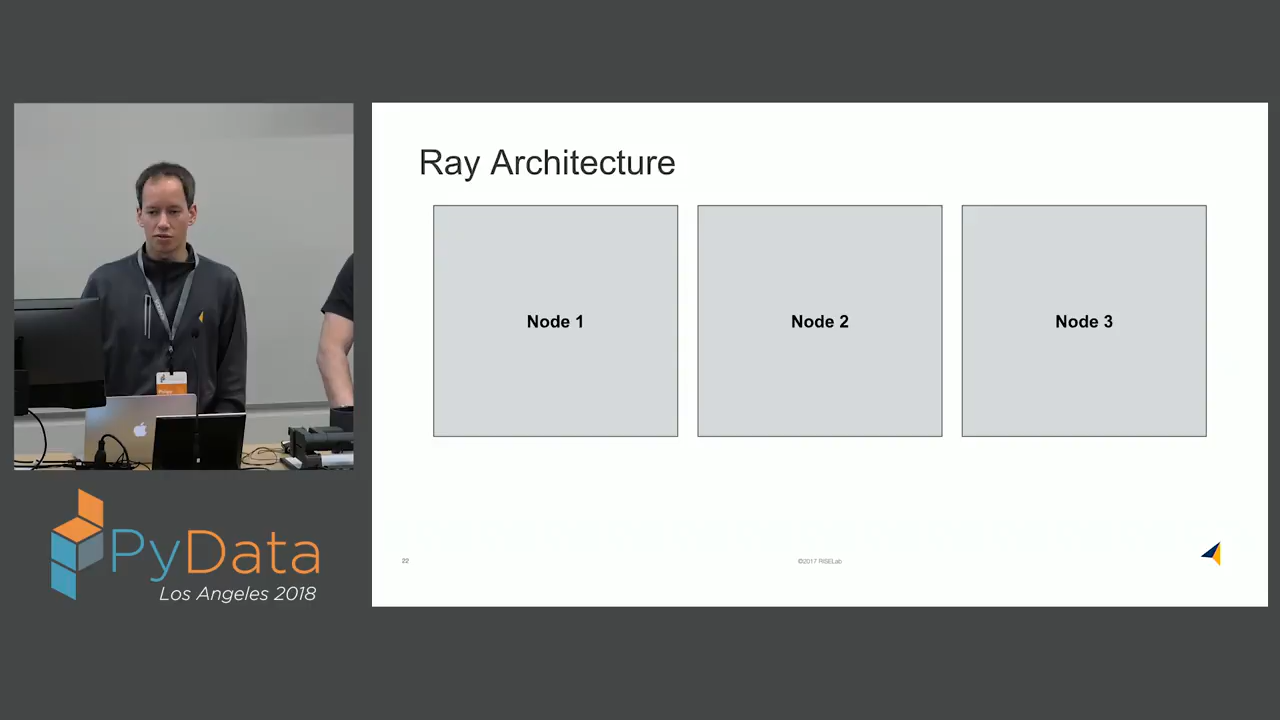 Ray Architecture
Node 1
Node 2
Node 3
22
©2017 RISELab
PyData
Los Angeles 2018